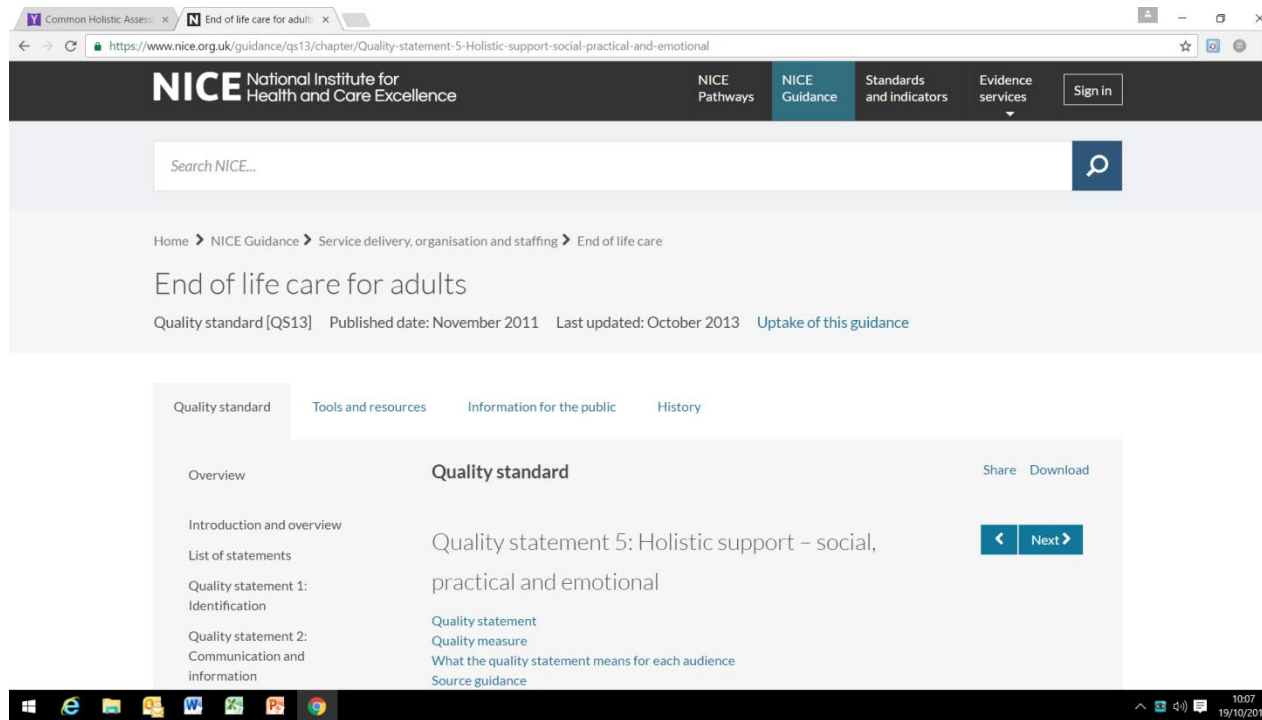 Common Holistic Assess
End of life care for adults
https://www.nice.org.uk/guidance/qs13/chapter/Quality-statement-5-Holistic-support-social-practical-and-emotional
NICE National Institute for
Health and Care Excellence
NICE
Pathways
NICE
Guidance
Standards
and indicators
Evidence
services
Sign in
Search NICE...
Home > NICE Guidance > Service delivery, organisation and staffing > End of life care
End of life care for adults
Quality standard [QS13] Published date: November 2011 Last updated: October 2013 Uptake of this guidance
Quality standard Tools and resources Information for the public History
Overview
Introduction and overview
List of statements
Quality statement 1:
Identification
Quality statement 2:
Communication and
information
Quality standard
Share Download
Quality statement 5: Holistic support – social,
practical and emotional
Next
Quality statement
Quality measure
What the quality statement means for each audience
Source guidance
10:07
19/10/201